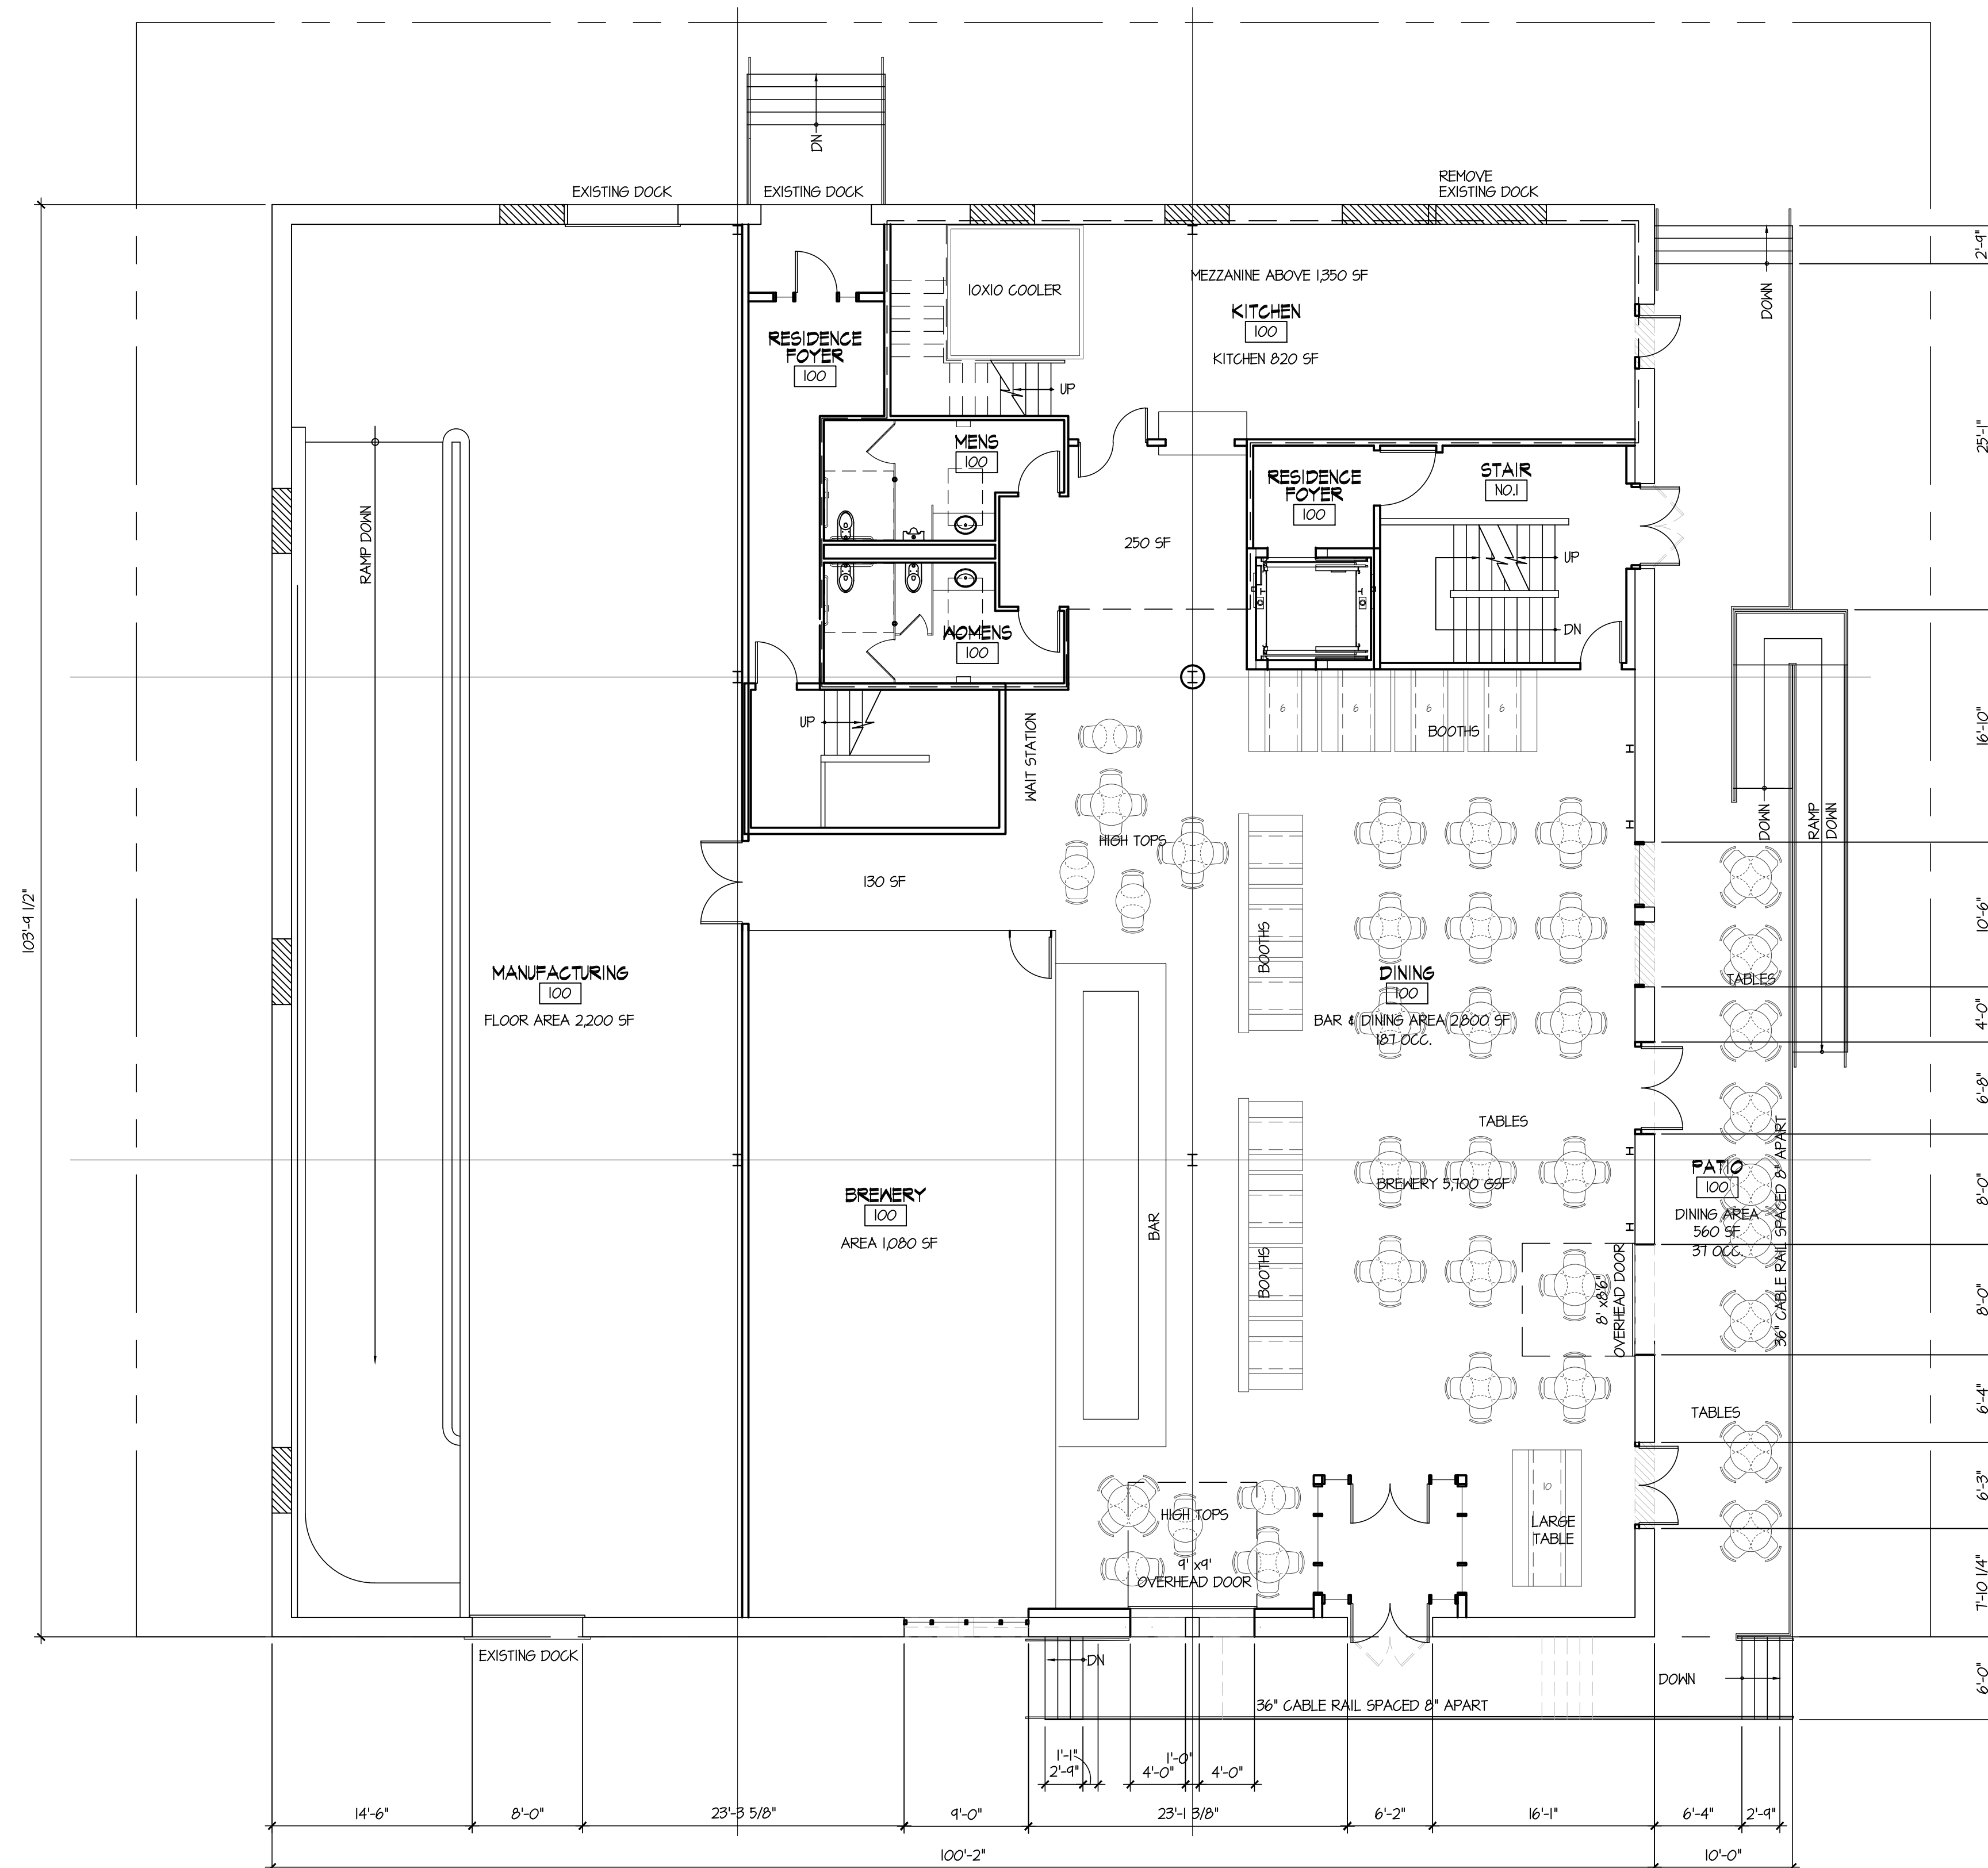 DN
EXISTING DOCK
EXISTING DOCK
REMOVE
EXISTING DOCK
2'-9"
MEZZANINE ABOVE 1,350 SF
10X10 COOLER
KITCHEN
100
KITCHEN 820 SF
DOWN
RESIDENCE
FOYER
100
UP
25'-1"
MENS
100
RESIDENCE
FOYER
100
STAIR
NO.1
RAMP DOWN
250 SF
UP
DN
WOMENS
100
UP
WAIT STATION
6
6
6
6
BOOTHS
16'-10"
HIGH TOPS
DOWN
RAMP
DOWN
130 SF
103'-9 1/2"
BOOTHS
10'-6"
MANUFACTURING
100
FLOOR AREA 2,200 SF
DINING
100
BAR & DINING AREA 2,800 SF
187 OCC.
TABLES
4'-0"
TABLES
6'-8"
BREWERY
100
AREA 1,080 SF
BAR
BREWERY 5,700 GSF
PATIO
100
DINING AREA
560 SF
37 OCC.
36" CABLE RAIL SPACED 8" APART
8'-0"
BOOTHS
8' x8'6"
OVERHEAD DOOR
8'-0"
TABLES
6'-4"
HIGH TOPS
9' x9'
OVERHEAD DOOR
10
LARGE
TABLE
6'-3"
7'-10 1/4"
EXISTING DOCK
DN
DOWN
6'-0"
36" CABLE RAIL SPACED 8" APART
1'-1"
2'-9"
1'-0"
4'-0"
4'-0"
14'-6"
8'-0"
23'-3 5/8"
9'-0"
23'-1 3/8"
6'-2"
16'-1"
6'-4"
2'-9"
100'-2"
10'-0"